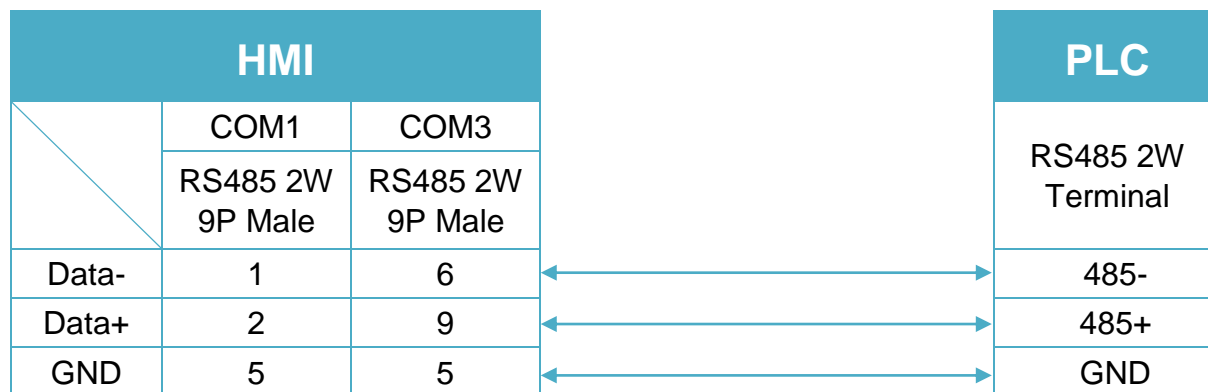 HMI
PLC
COM1
COM3
RS485 2W
9P Male
RS485 2W
9P Male
RS485 2W
Terminal
Data-
1
6
485-
Data+
2
9
485+
GND
5
5
GND